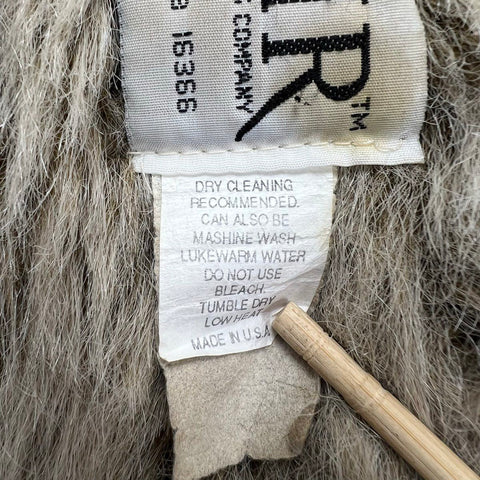 COMPANY
16366
R™
DRY CLEANING
RECOMMENDED.
CAN ALSO BE
MASHINE WASH
LUKEWARM WATER
DO NOT USE
BLEACH.
TUMBLE DRY
LOW HEAT
MADE IN U.S.A